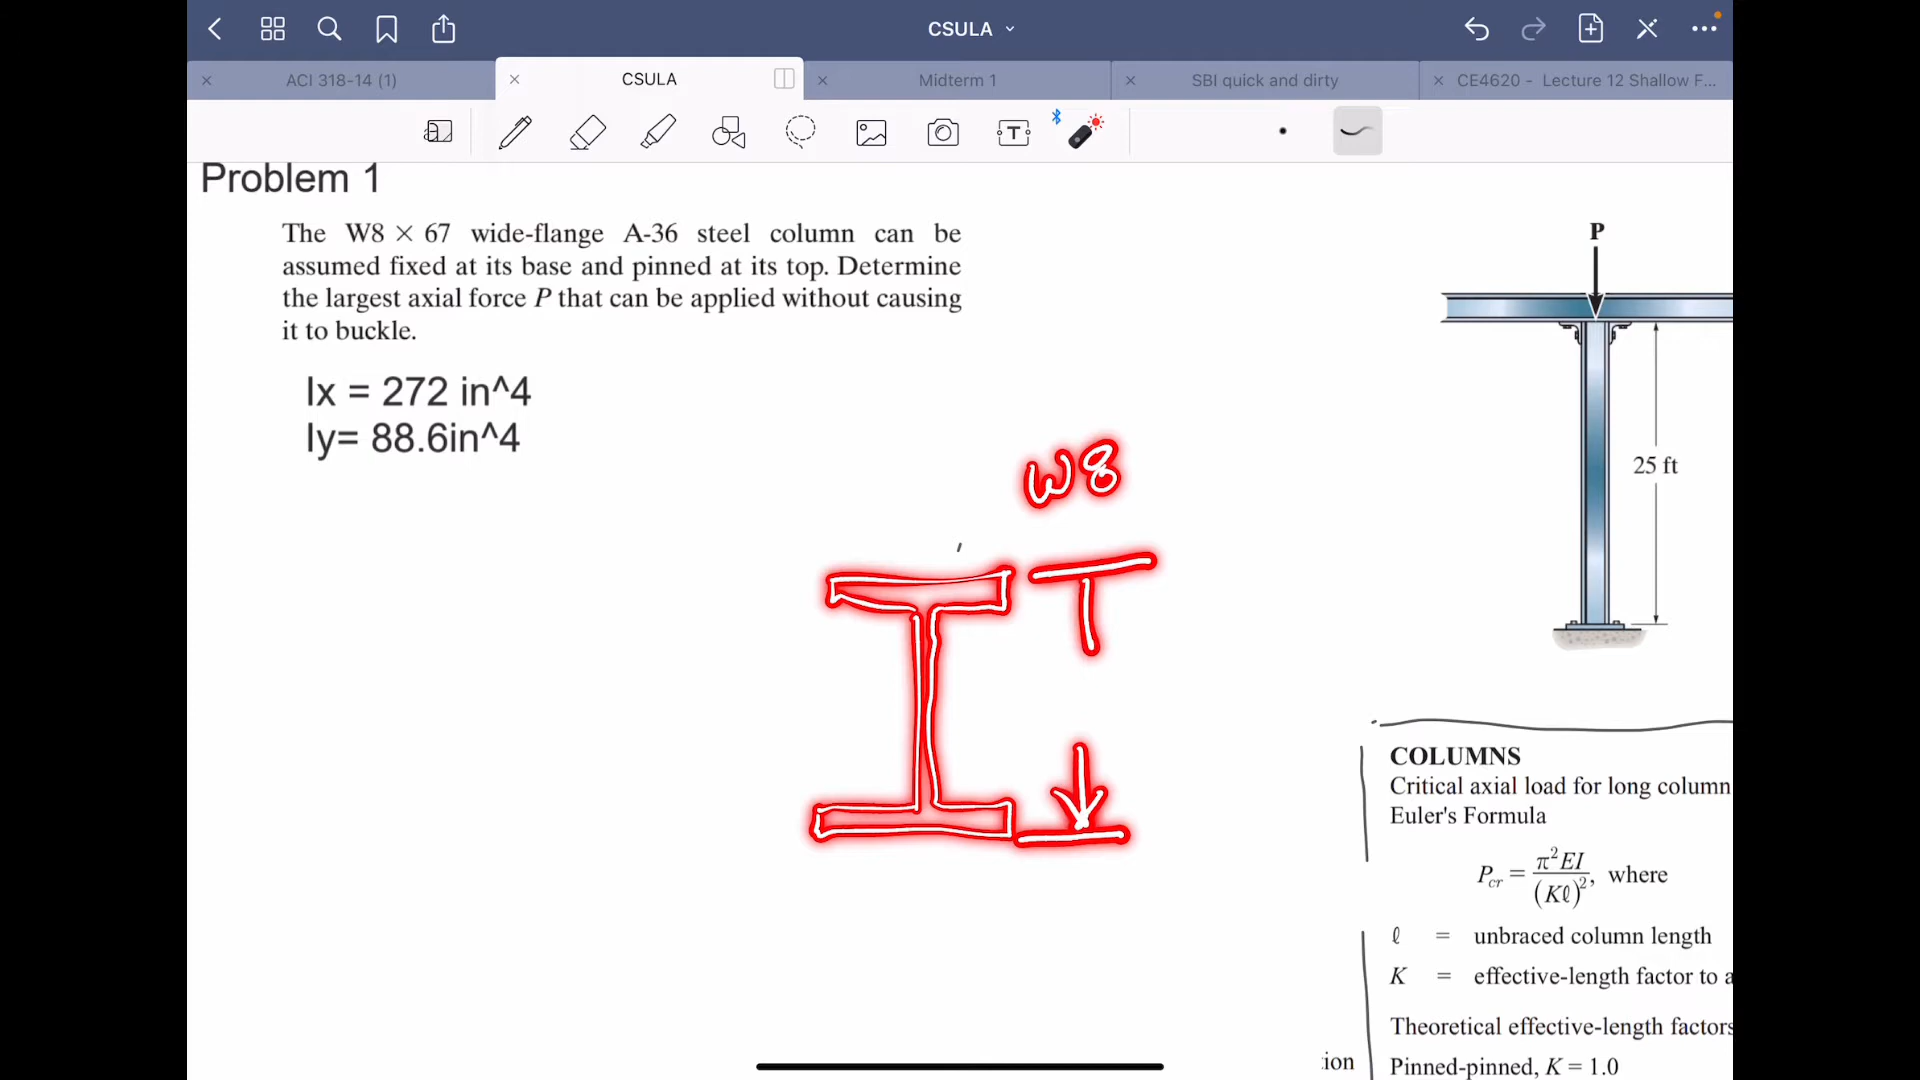 CSULA
ACI 318-14 (1)
CSULA
Midterm 1
SBI quick and dirty
CE4620 - Lecture 12 Shallow F...
Problem 1
The W8 × 67 wide-flange A-36 steel column can be
assumed fixed at its base and pinned at its top. Determine
the largest axial force P that can be applied without causing
it to buckle.
Ix = 272 in^4
Iy= 88.6in^4
W8
P
25 ft
COLUMNS
Critical axial load for long column
Euler's Formula
Pcr = π²EI / (Kℓ)², where
ℓ = unbraced column length
K = effective-length factor to a
Theoretical effective-length factors
Pinned-pinned, K = 1.0
tion